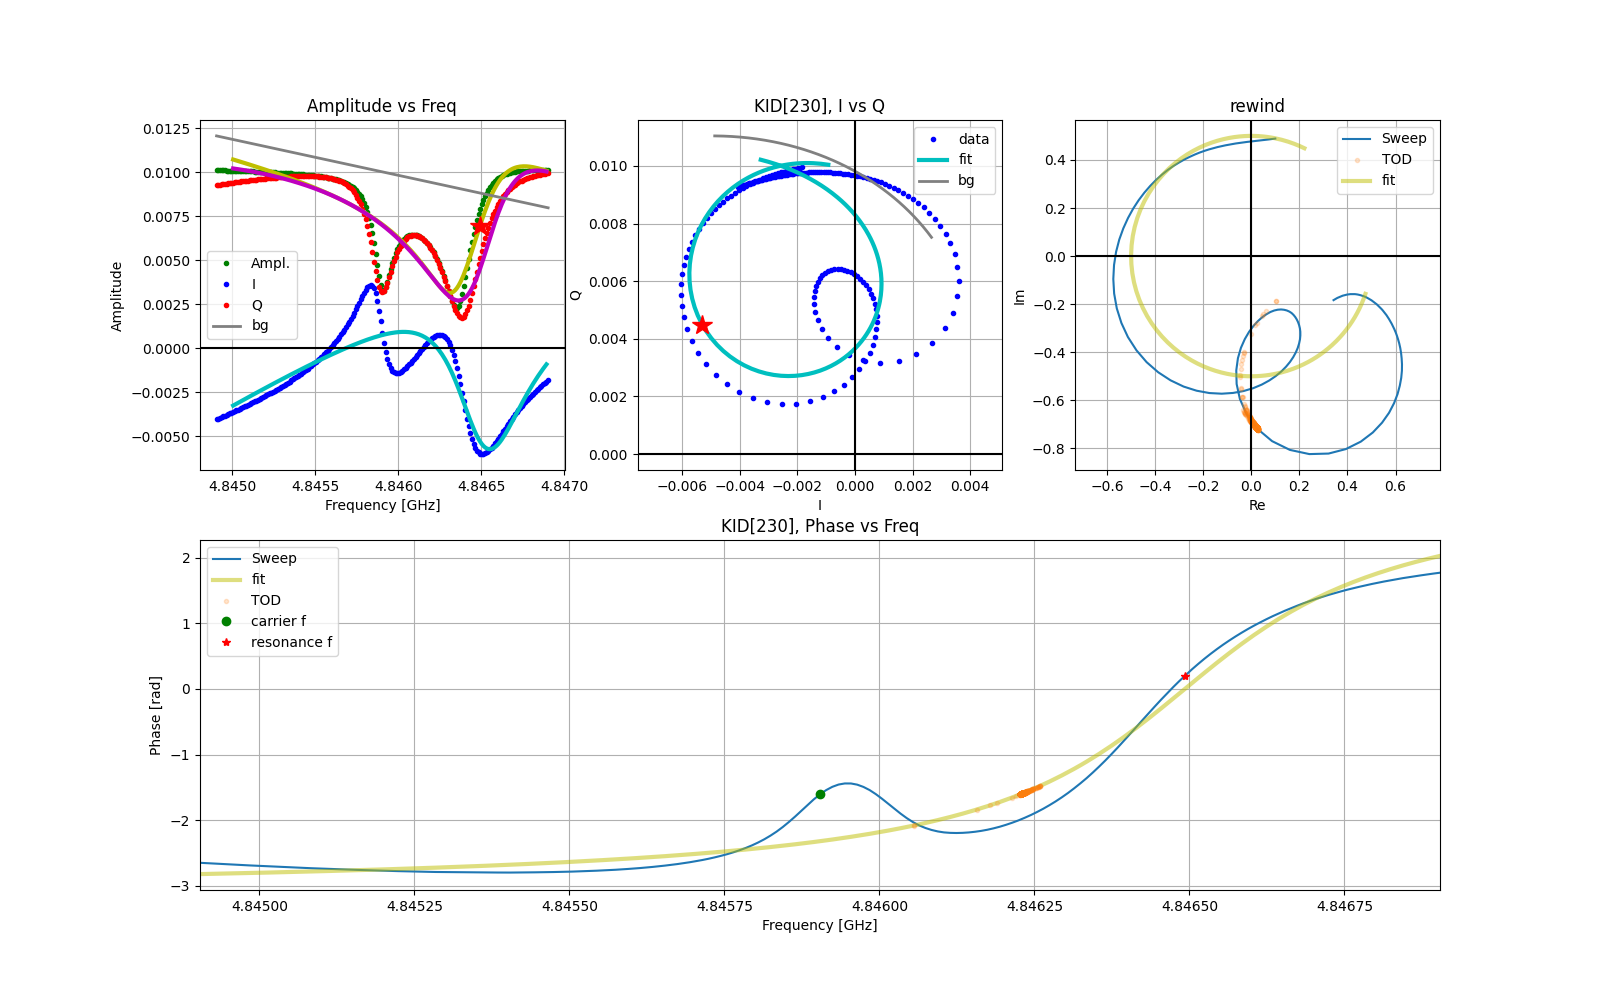 Amplitude vs Freq
0.0125
0.0100
0.0075
0.0050
0.0025
0.0000
−0.0025
−0.0050
Amplitude
Ampl.
I
Q
bg
4.8450 4.8455 4.8460 4.8465 4.8470
Frequency [GHz]
KID[230], I vs Q
0.010
0.008
0.006
0.004
0.002
0.000
Q
data
fit
bg
−0.006 −0.004 −0.002 0.000 0.002 0.004
I
rewind
0.4
0.2
0.0
−0.2
−0.4
−0.6
−0.8
Im
Sweep
TOD
fit
−0.6 −0.4 −0.2 0.0 0.2 0.4 0.6
Re
KID[230], Phase vs Freq
2
1
0
−1
−2
−3
Phase [rad]
Sweep
fit
TOD
carrier f
resonance f
4.84500 4.84525 4.84550 4.84575 4.84600 4.84625 4.84650 4.84675
Frequency [GHz]